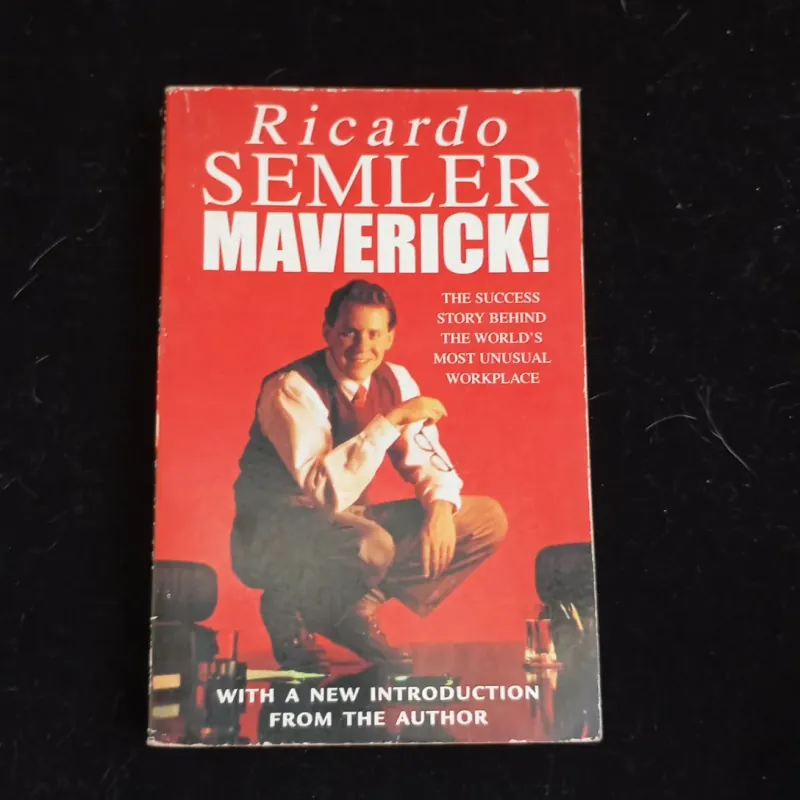 Ricardo
SEMLER
MAVERICK!
THE SUCCESS
STORY BEHIND
THE WORLD'S
MOST UNUSUAL
WORKPLACE
WITH A NEW INTRODUCTION
FROM THE AUTHOR